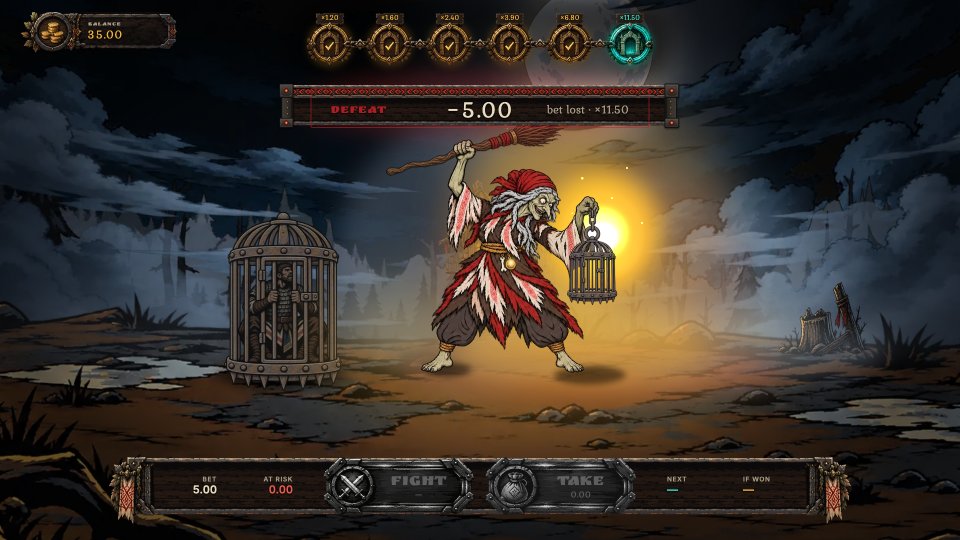 BALANCE
35.00
×1.20 ×1.60 ×2.40 ×3.90 ×6.80 ×11.50
DEFEAT −5.00 bet lost · ×11.50
BET AT RISK FIGHT TAKE NEXT IF WON
5.00 0.00 – 0.00 – –